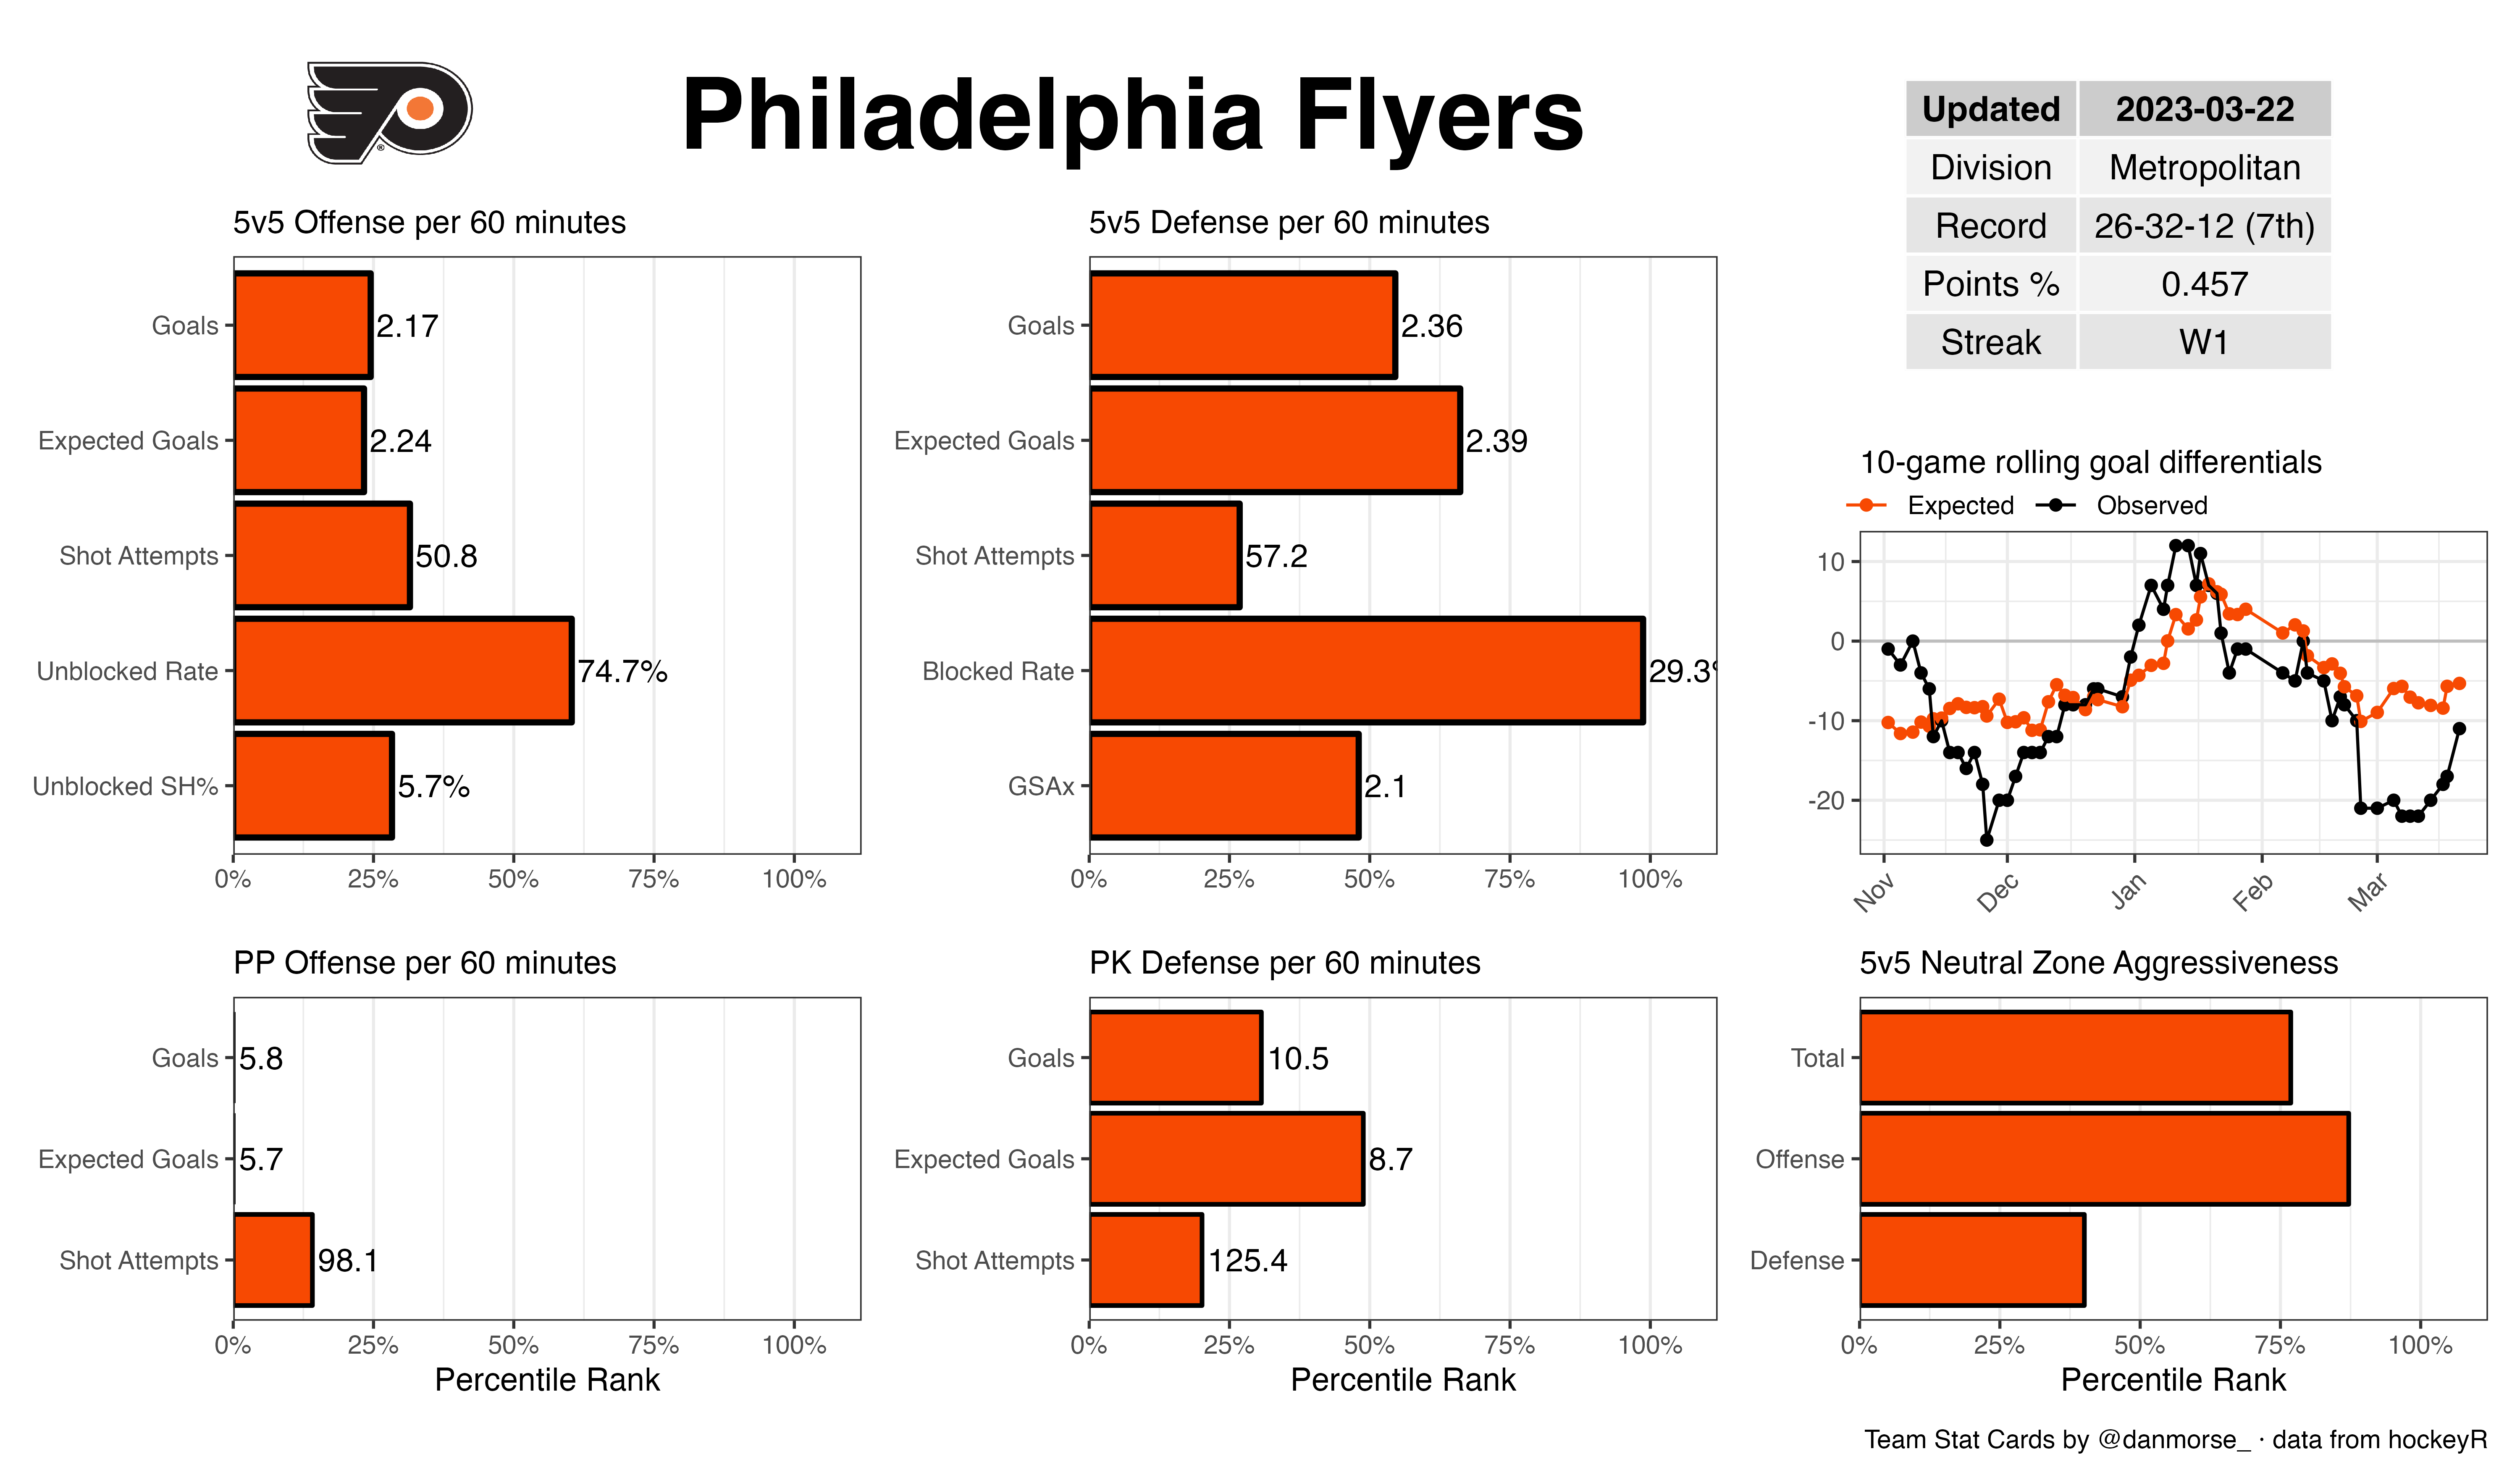 Philadelphia Flyers
Updated 2023-03-22
Division Metropolitan
Record 26-32-12 (7th)
Points % 0.457
Streak W1
5v5 Offense per 60 minutes
Goals 2.17
Expected Goals 2.24
Shot Attempts 50.8
Unblocked Rate 74.7%
Unblocked SH% 5.7%
0% 25% 50% 75% 100%
5v5 Defense per 60 minutes
Goals 2.36
Expected Goals 2.39
Shot Attempts 57.2
Blocked Rate 29.3%
GSAx 2.1
0% 25% 50% 75% 100%
10-game rolling goal differentials
Expected Observed
10
0
-10
-20
Nov Dec Jan Feb Mar
PP Offense per 60 minutes
Goals 5.8
Expected Goals 5.7
Shot Attempts 98.1
0% 25% 50% 75% 100%
Percentile Rank
PK Defense per 60 minutes
Goals 10.5
Expected Goals 8.7
Shot Attempts 125.4
0% 25% 50% 75% 100%
Percentile Rank
5v5 Neutral Zone Aggressiveness
Total
Offense
Defense
0% 25% 50% 75% 100%
Percentile Rank
Team Stat Cards by @danmorse_ · data from hockeyR